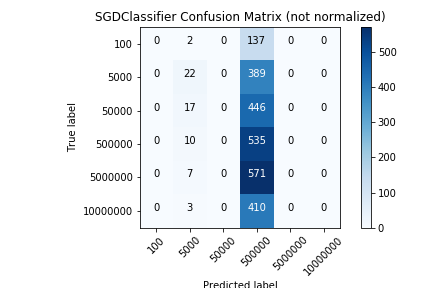 SGDClassifier Confusion Matrix (not normalized)
True label
100 0 2 0 137 0 0
5000 0 22 0 389 0 0
50000 0 17 0 446 0 0
500000 0 10 0 535 0 0
5000000 0 7 0 571 0 0
10000000 0 3 0 410 0 0
100 5000 50000 500000 5000000 10000000
Predicted label
500
400
300
200
100
0